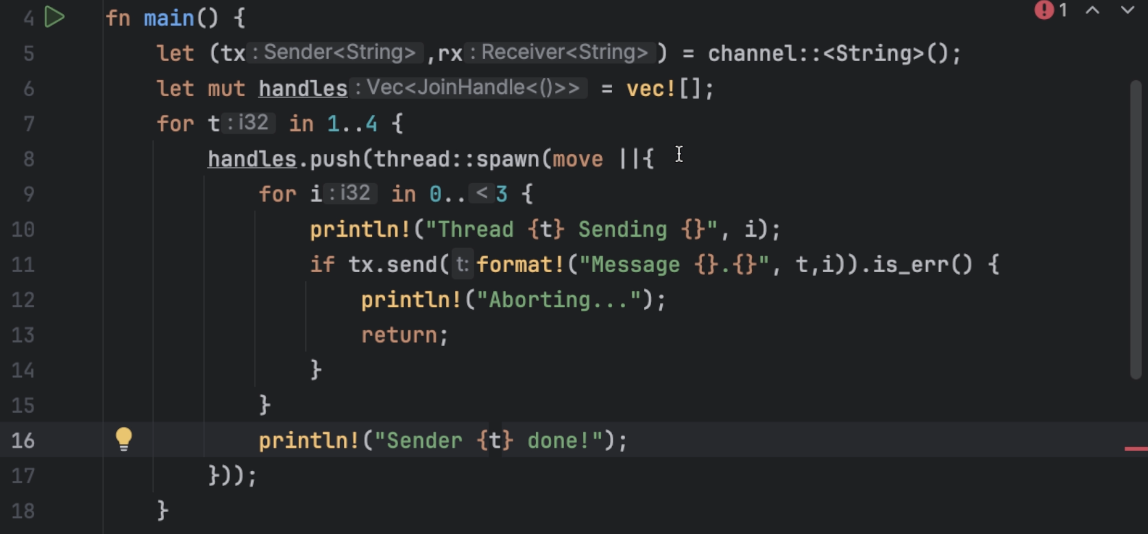 4 fn main() {
5 let (tx: Sender<String> ,rx: Receiver<String> ) = channel::<String>();
6 let mut handles: Vec<JoinHandle<()>> = vec![];
7 for t: i32 in 1..4 {
8 handles.push(thread::spawn(move ||{
9 for i: i32 in 0..<3 {
10 println!("Thread {t} Sending {}", i);
11 if tx.send( t: format!("Message {}.{}", t,i)).is_err() {
12 println!("Aborting...");
13 return;
14 }
15 }
16 println!("Sender {t} done!");
17 }));
18 }
1